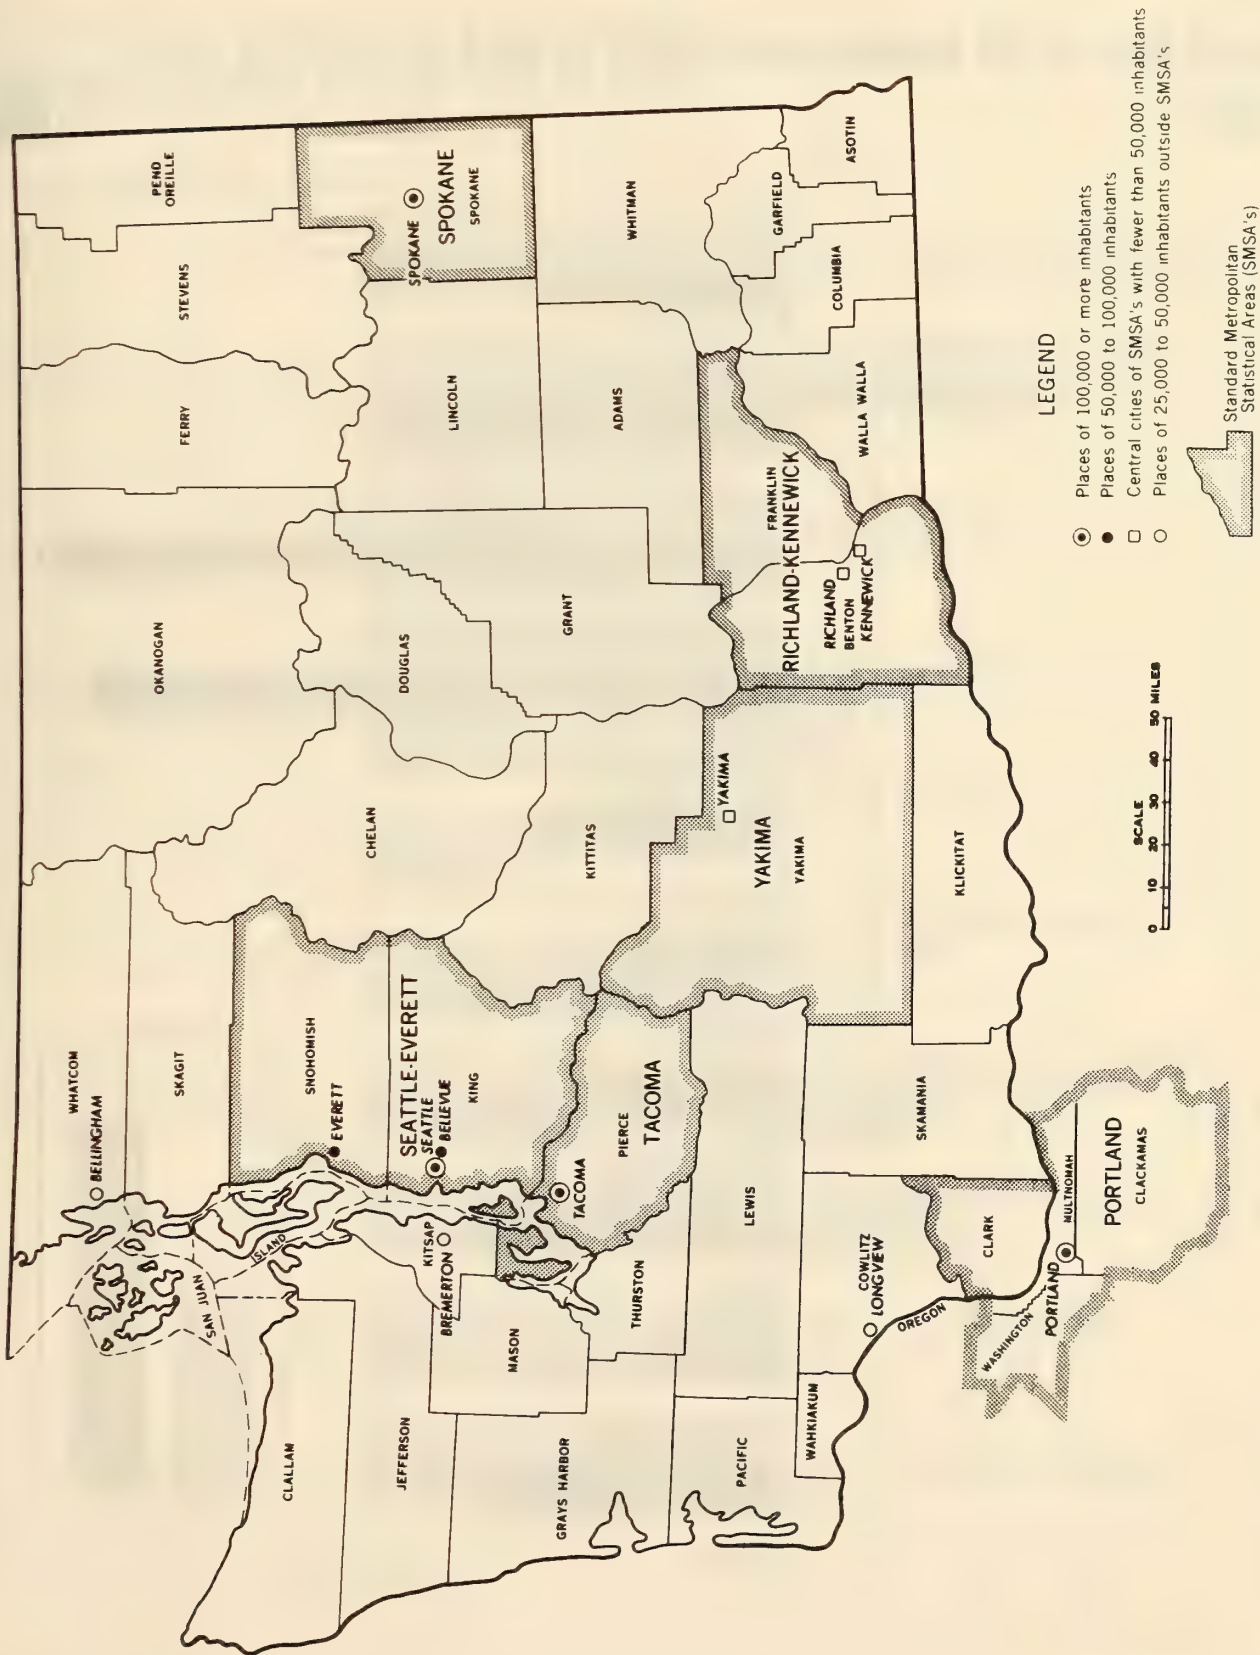 WHATCOM
BELLINGHAM
SAN JUAN
SKAGIT
ISLAND
OKANOGAN
FERRY
STEVENS
PEND
OREILLE
CLALLAM
SNOHOMISH
EVERETT
CHELAN
DOUGLAS
JEFFERSON
KITSAP
BREMERTON
SEATTLE-EVERETT
SEATTLE
BELLEVUE
KING
LINCOLN
SPOKANE
SPOKANE
SPOKANE
MASON
GRAYS HARBOR
TACOMA
PIERCE
TACOMA
THURSTON
KITTITAS
GRANT
ADAMS
WHITMAN
PACIFIC
LEWIS
YAKIMA
YAKIMA
YAKIMA
FRANKLIN
RICHLAND-KENNEWICK
RICHLAND
BENTON
KENNEWICK
WALLA WALLA
COLUMBIA
GARFIELD
ASOTIN
WAHKIAKUM
COWLITZ
LONGVIEW
SKAMANIA
KLICKITAT
OREGON
CLARK
WASHINGTON
PORTLAND
MULTNOMAH
PORTLAND
CLACKAMAS
SCALE
0 10 20 30 40 50 MILES
LEGEND
Places of 100,000 or more inhabitants
Places of 50,000 to 100,000 inhabitants
Central cities of SMSA's with fewer than 50,000 inhabitants
Places of 25,000 to 50,000 inhabitants outside SMSA's
Standard Metropolitan
Statistical Areas (SMSA's)